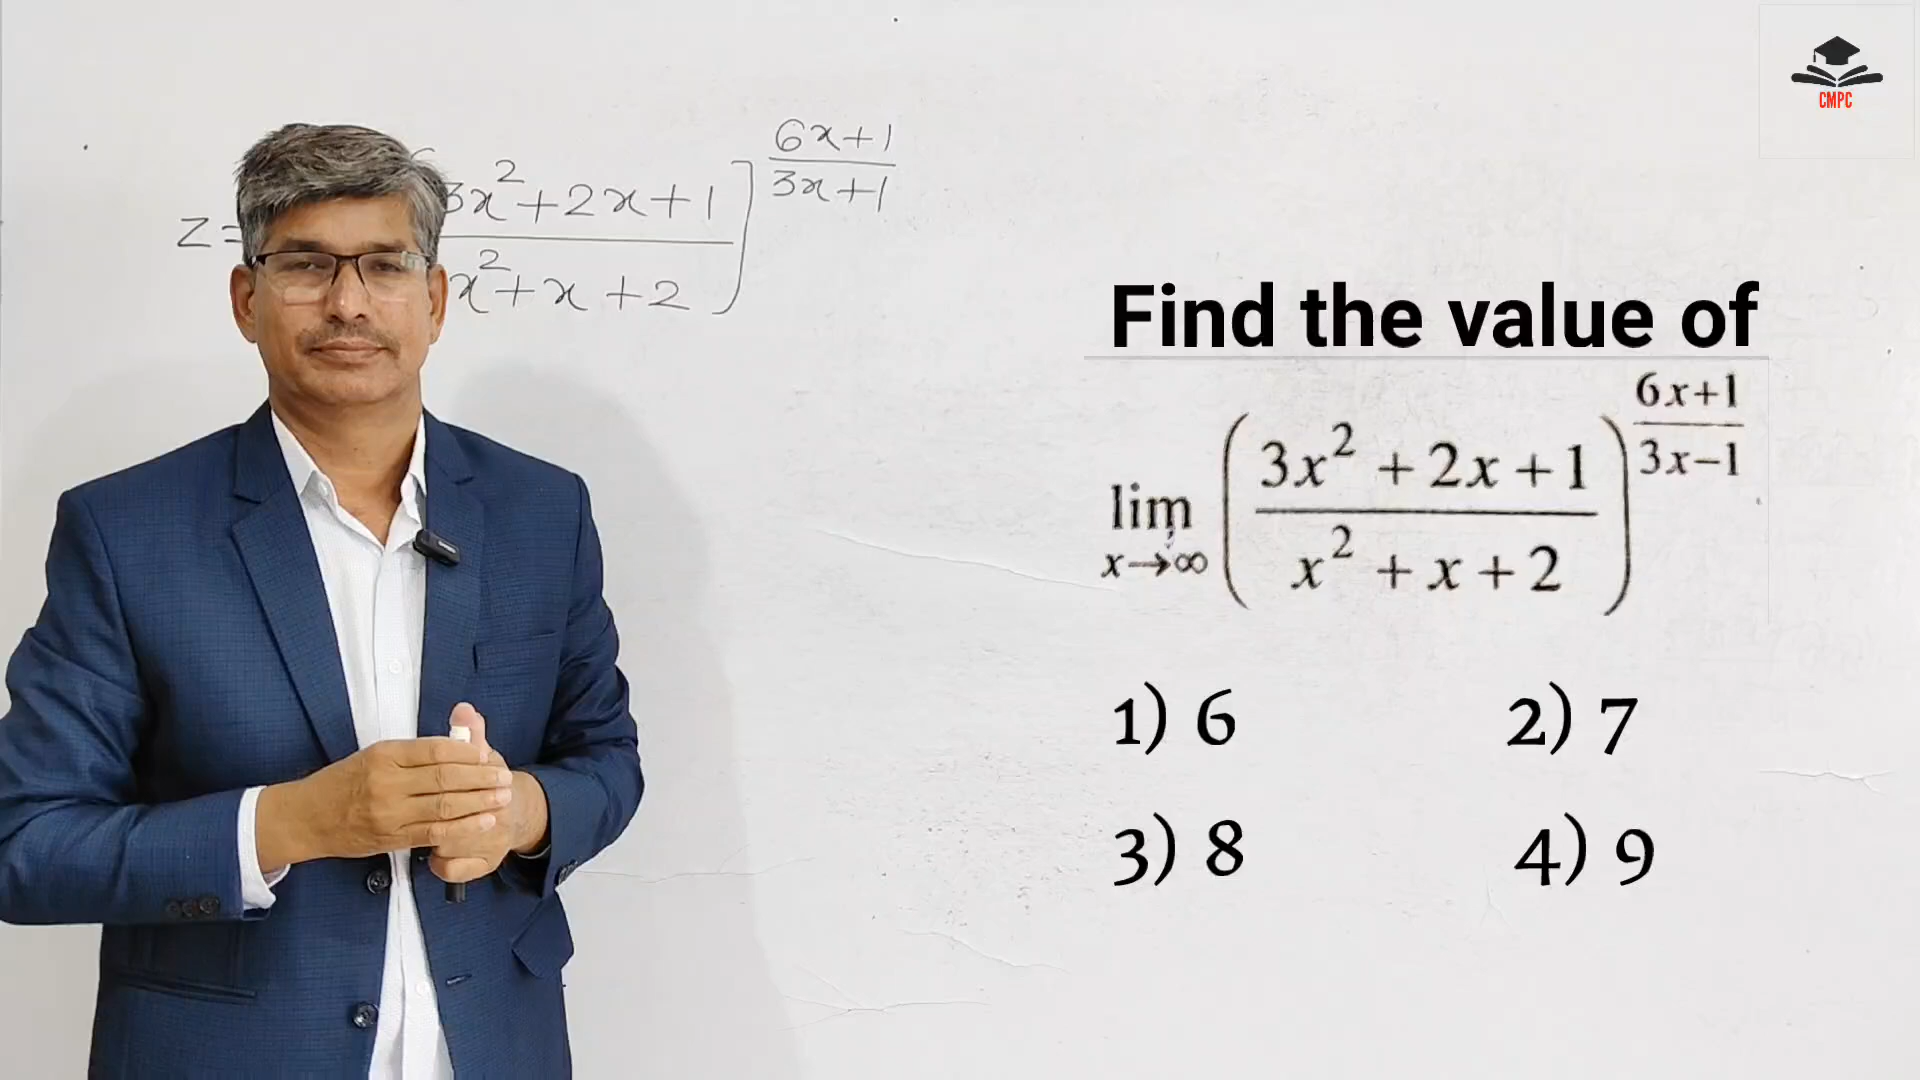 CMPC
6x+1
3x+1
z=
3x²+2x+1
x²+x+2
Find the value of
lim x→∞ ( (3x² + 2x + 1) / (x² + x + 2) )^((6x+1)/(3x−1))
1) 6 2) 7
3) 8 4) 9